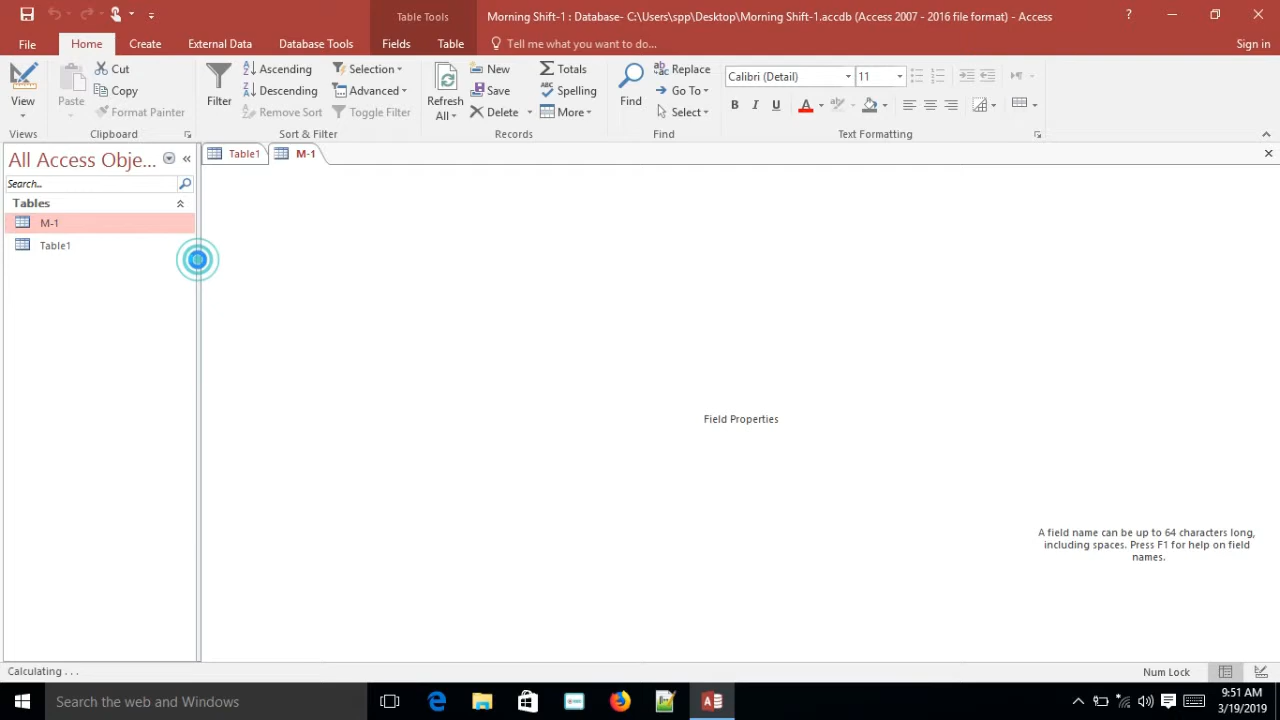 Table Tools
Morning Shift-1 : Database- C:\Users\spp\Desktop\Morning Shift-1.accdb (Access 2007 - 2016 file format) - Access
?
File
Home
Create
External Data
Database Tools
Fields
Table
Tell me what you want to do...
Sign in
View
Paste
Cut
Copy
Format Painter
Filter
Ascending
Descending
Remove Sort
Selection
Advanced
Toggle Filter
Refresh
All
New
Save
Delete
Totals
Spelling
More
Find
Replace
Go To
Select
Calibri (Detail)
11
B I U
Views
Clipboard
Sort & Filter
Records
Find
Text Formatting
All Access Obje...
Table1
M-1
Search...
Tables
M-1
Table1
Field Properties
A field name can be up to 64 characters long,
including spaces. Press F1 for help on field
names.
Calculating . . .
Num Lock
Search the web and Windows
9:51 AM
3/19/2019